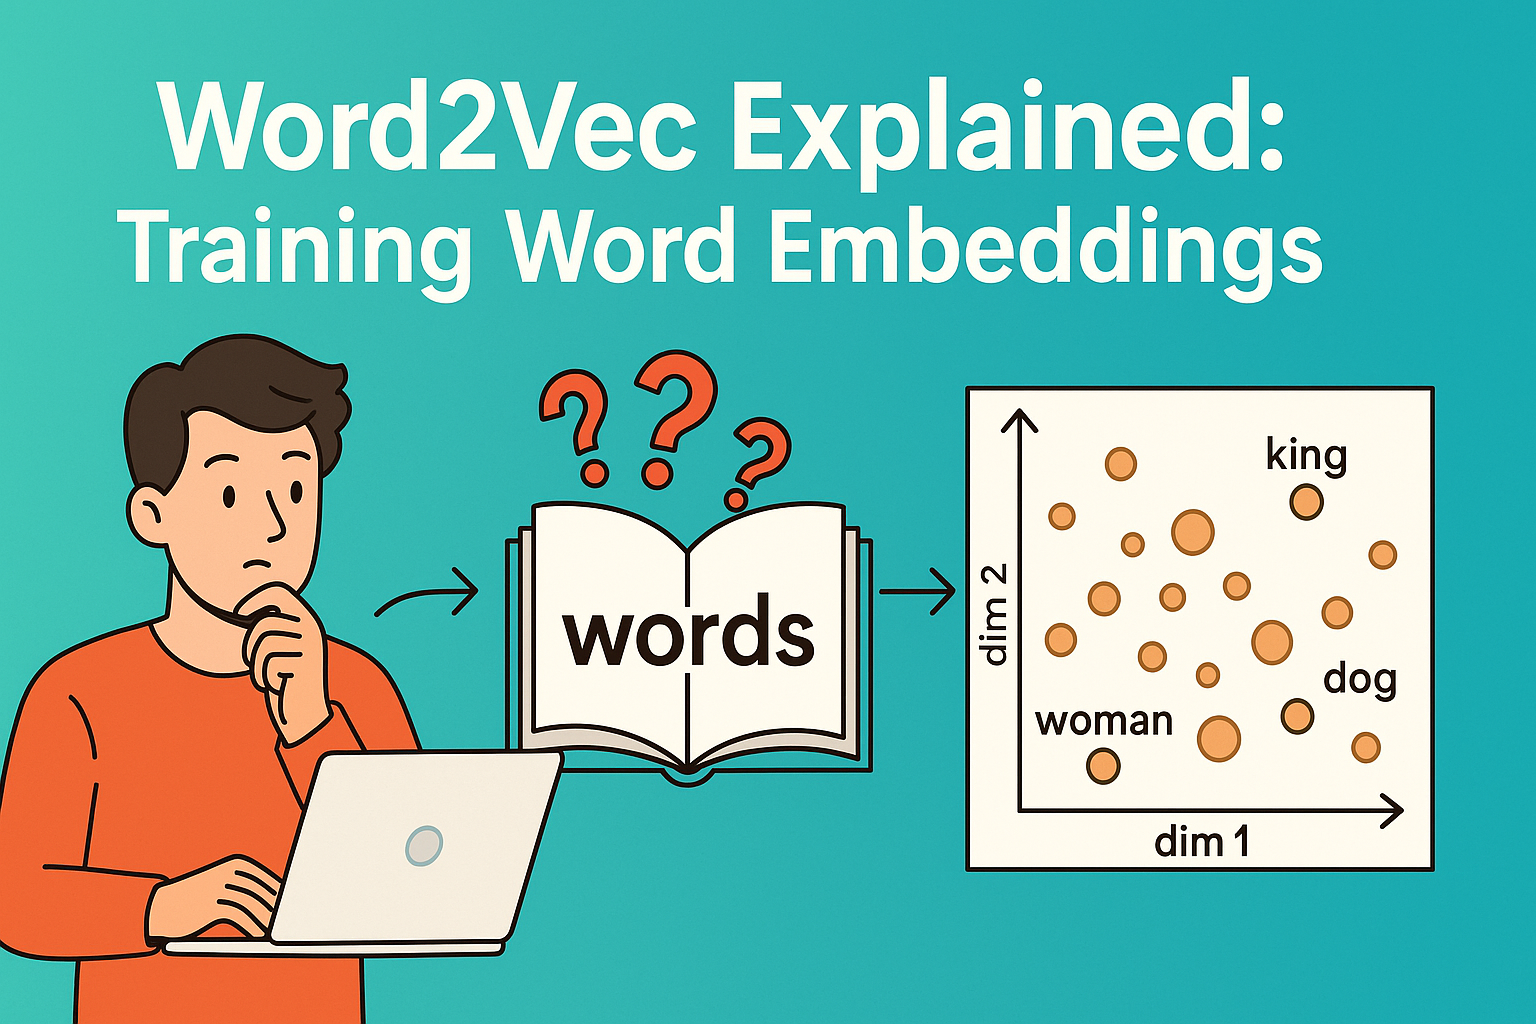 Word2Vec Explained:
Training Word Embeddings
???
words
king
dog
woman
dim 2
dim 1